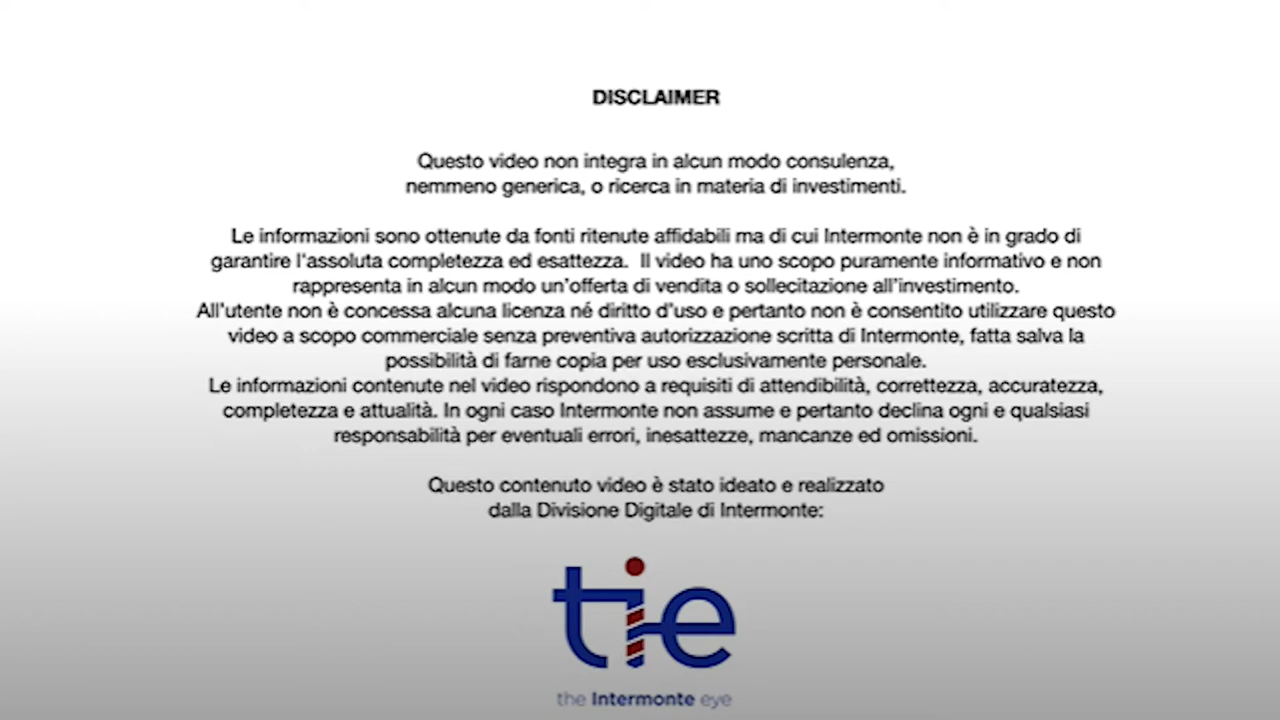 DISCLAIMER
Questo video non integra in alcun modo consulenza,
nemmeno generica, o ricerca in materia di investimenti.
Le informazioni sono ottenute da fonti ritenute affidabili ma di cui Intermonte non è in grado di
garantire l'assoluta completezza ed esattezza.  Il video ha uno scopo puramente informativo e non
rappresenta in alcun modo un'offerta di vendita o sollecitazione all'investimento.
All'utente non è concessa alcuna licenza né diritto d'uso e pertanto non è consentito utilizzare questo
video a scopo commerciale senza preventiva autorizzazione scritta di Intermonte, fatta salva la
possibilità di farne copia per uso esclusivamente personale.
Le informazioni contenute nel video rispondono a requisiti di attendibilità, correttezza, accuratezza,
completezza e attualità. In ogni caso Intermonte non assume e pertanto declina ogni e qualsiasi
responsabilità per eventuali errori, inesattezze, mancanze ed omissioni.
Questo contenuto video è stato ideato e realizzato
dalla Divisione Digitale di Intermonte:
tie
the Intermonte eye